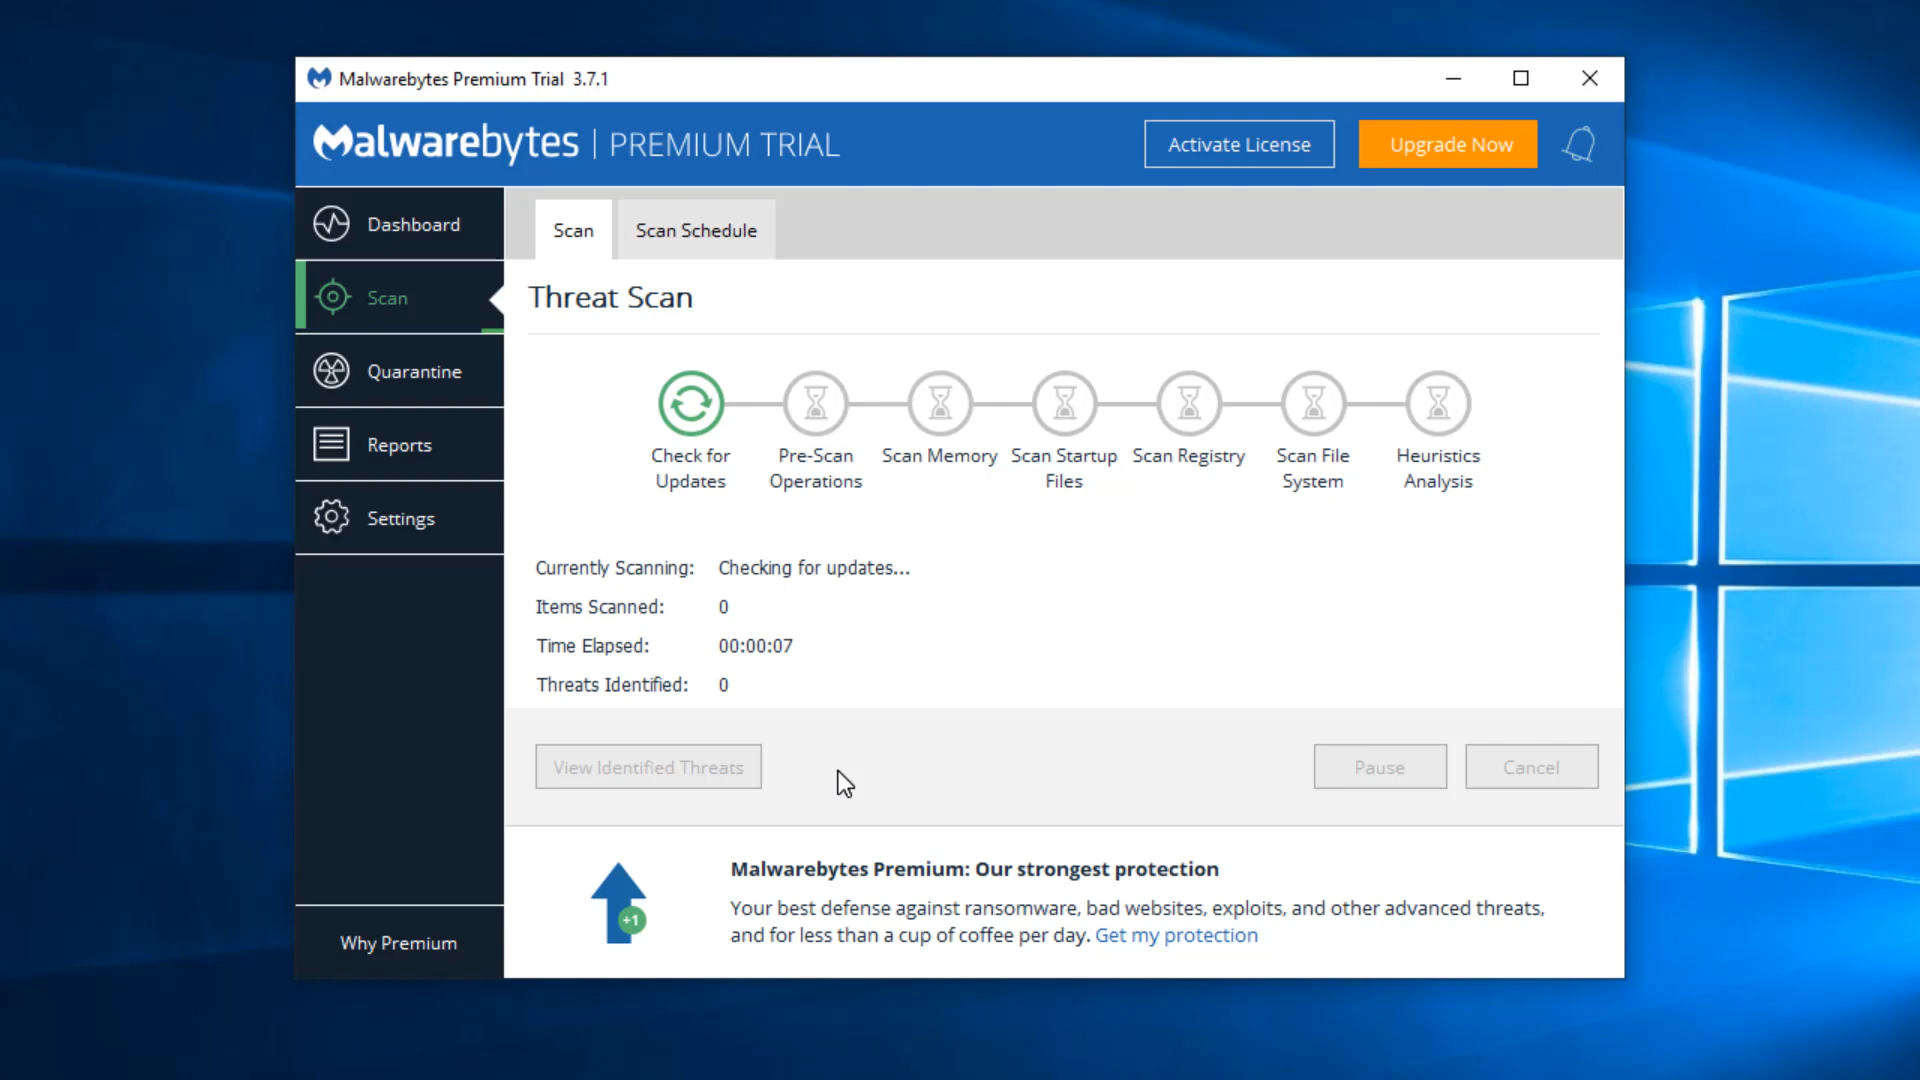 Malwarebytes Premium Trial 3.7.1
Malwarebytes | PREMIUM TRIAL
Activate License
Upgrade Now
Dashboard
Scan
Quarantine
Reports
Settings
Why Premium
Scan
Scan Schedule
Threat Scan
Check for
Updates
Pre-Scan
Operations
Scan Memory
Scan Startup
Files
Scan Registry
Scan File
System
Heuristics
Analysis
Currently Scanning: Checking for updates...
Items Scanned: 0
Time Elapsed: 00:00:07
Threats Identified: 0
View Identified Threats
Pause
Cancel
+1
Malwarebytes Premium: Our strongest protection
Your best defense against ransomware, bad websites, exploits, and other advanced threats,
and for less than a cup of coffee per day. Get my protection